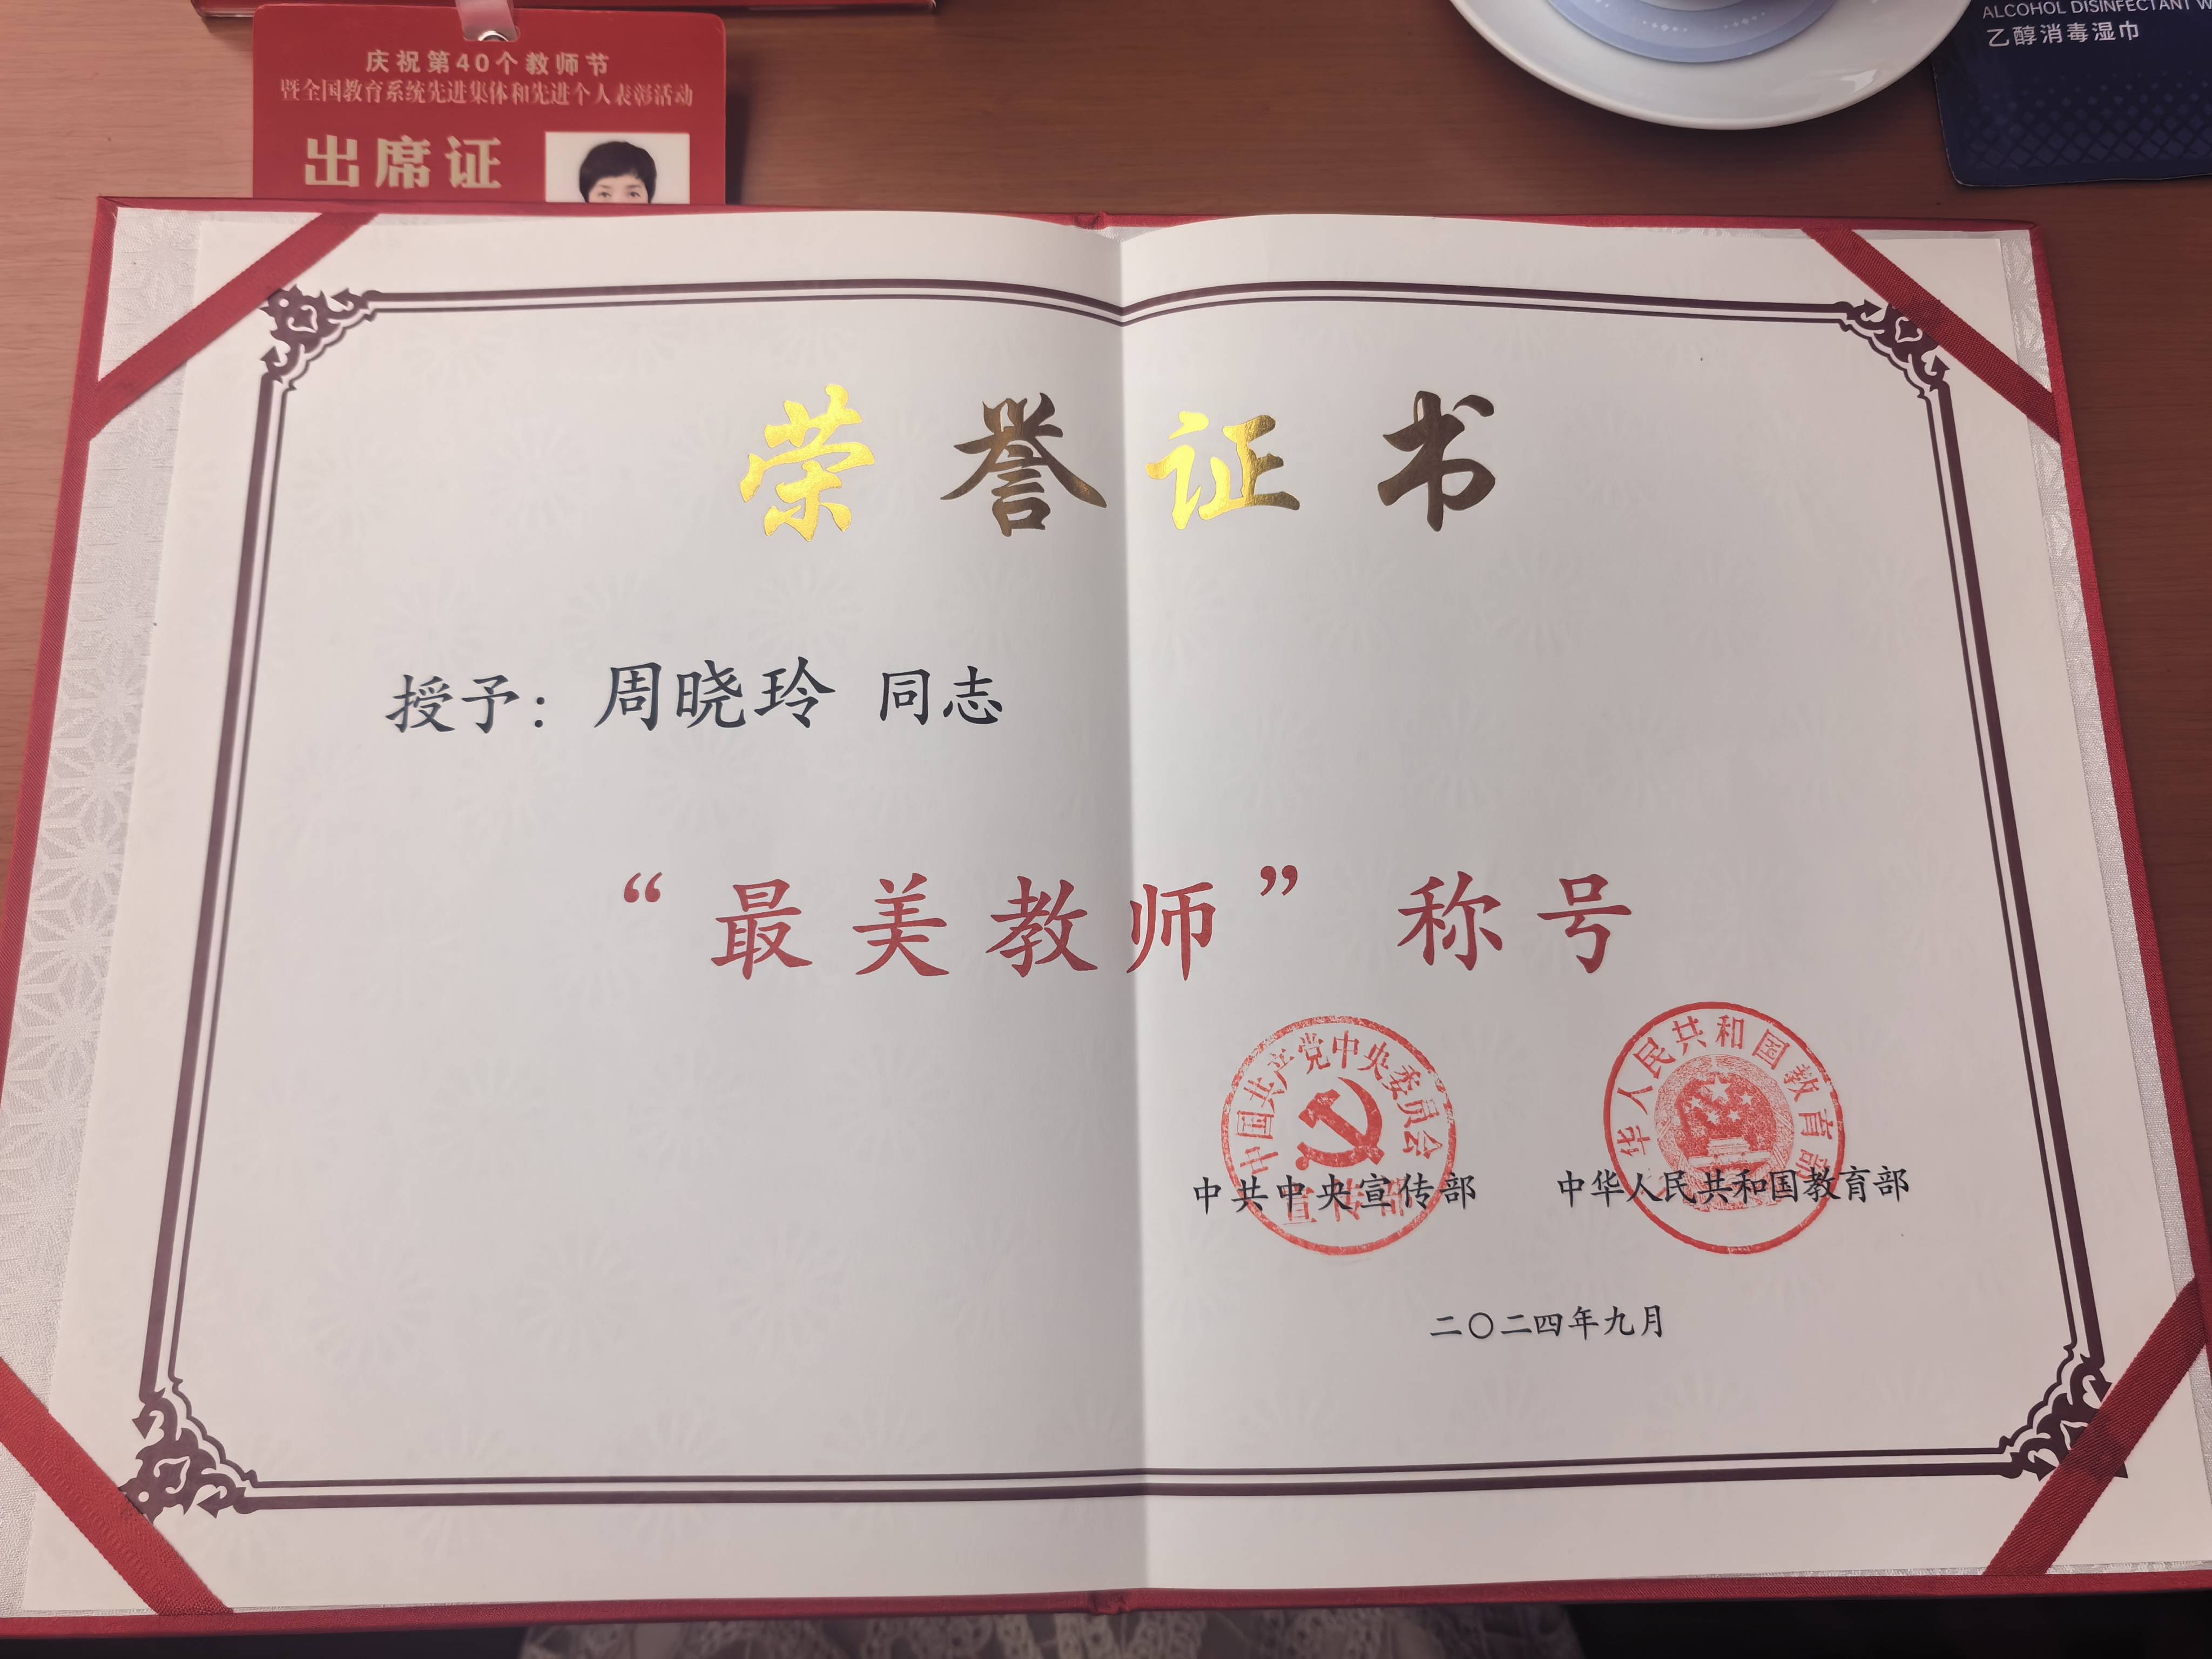 庆祝第40个教师节
暨全国教育系统先进集体和先进个人表彰活动
出席证
ALCOHOL DISINFECTANT W
乙醇消毒湿巾
荣誉证书
授予：周晓玲 同志
“最美教师”称号
中国共产党中央委员会
宣传部
中华人民共和国教育部
中共中央宣传部
中华人民共和国教育部
二〇二四年九月